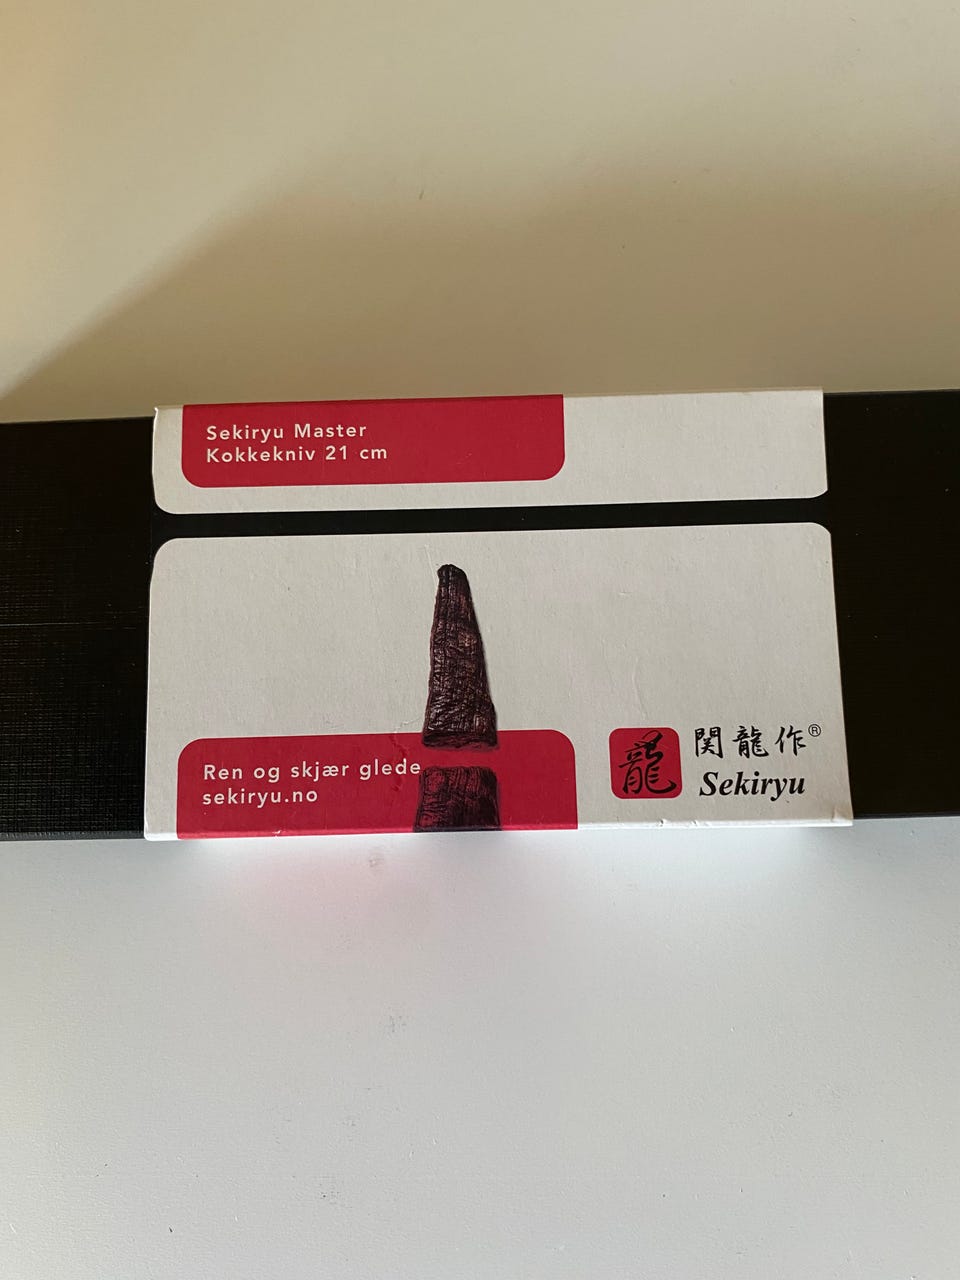 Sekiryu Master
Kokkekniv 21 cm
Ren og skjær glede
sekiryu.no
龍
関龍作®
Sekiryu